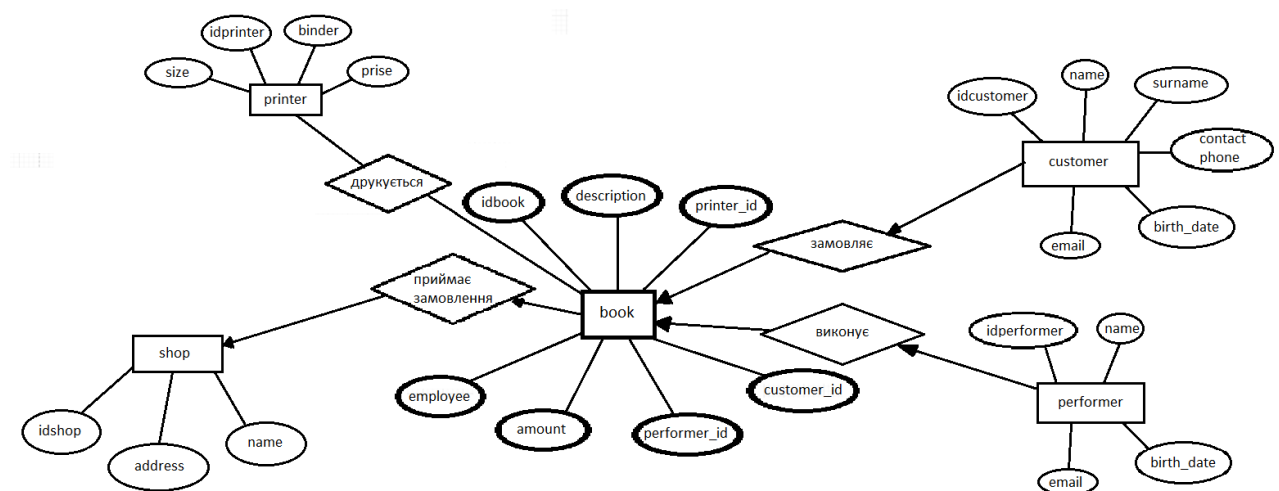 idprinter
binder
size
prise
printer
друкується
idbook
description
printer_id
idcustomer
name
surname
contact
phone
customer
birth_date
email
замовляє
приймає
замовлення
book
виконує
shop
idshop
address
name
employee
amount
performer_id
customer_id
idperformer
name
performer
birth_date
email